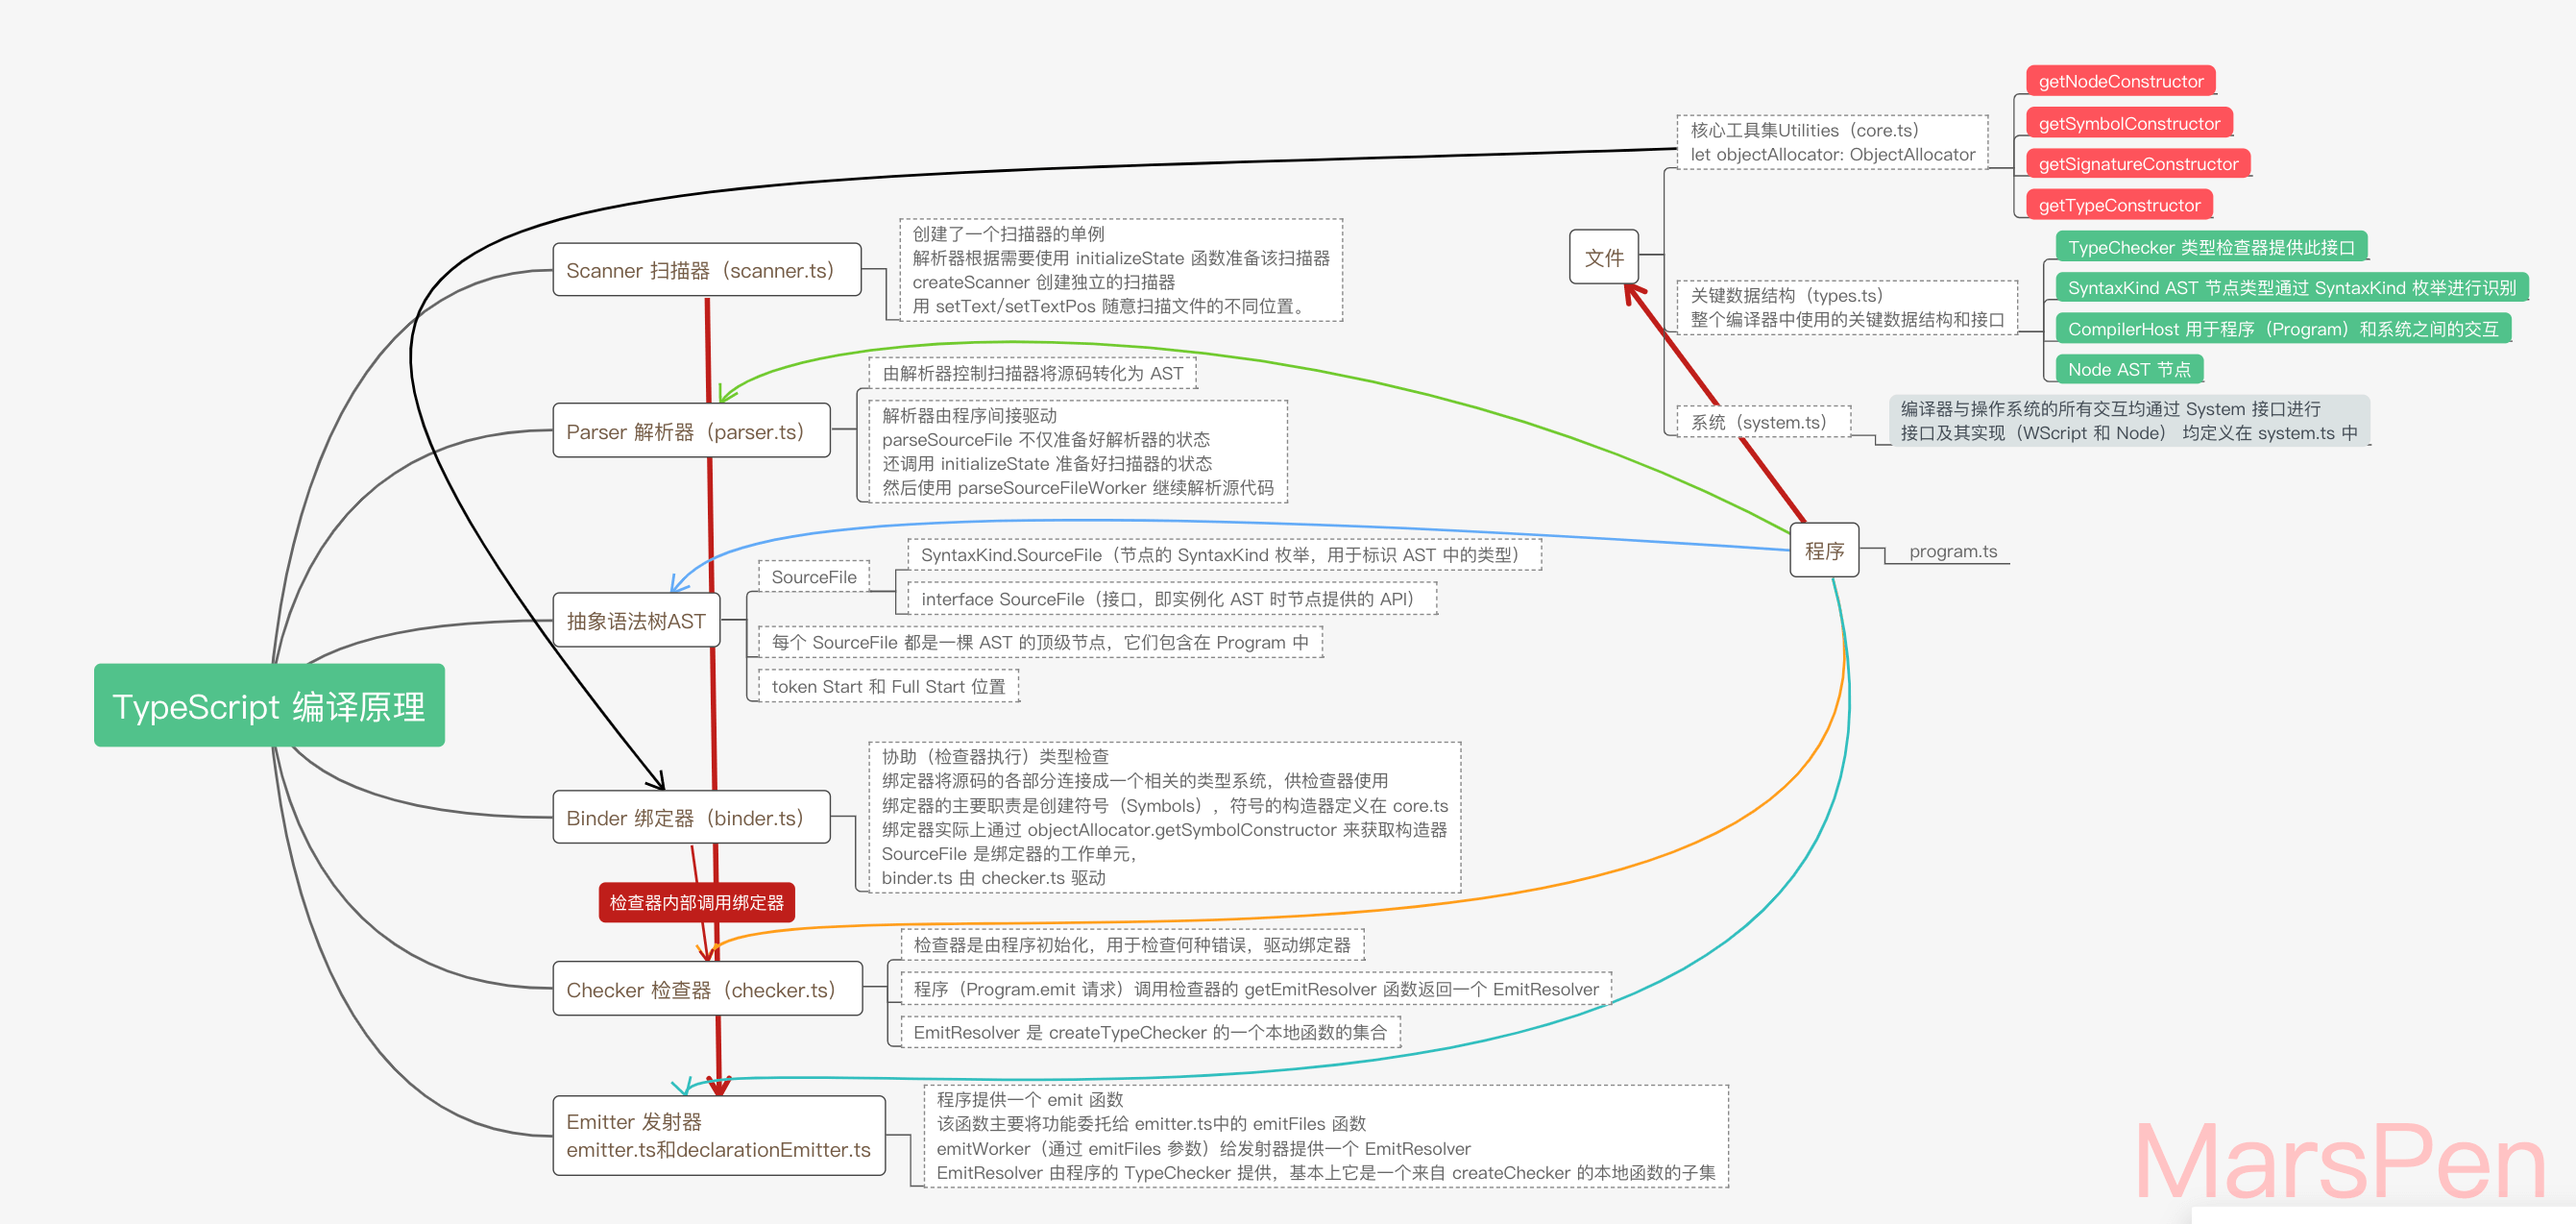 TypeScript 编译原理
Scanner 扫描器（scanner.ts）
创建了一个扫描器的单例
解析器根据需要使用 initializeState 函数准备该扫描器
createScanner 创建独立的扫描器
用 setText/setTextPos 随意扫描文件的不同位置。
Parser 解析器（parser.ts）
由解析器控制扫描器将源码转化为 AST
解析器由程序间接驱动
parseSourceFile 不仅准备好解析器的状态
还调用 initializeState 准备好扫描器的状态
然后使用 parseSourceFileWorker 继续解析源代码
抽象语法树AST
SourceFile
SyntaxKind.SourceFile（节点的 SyntaxKind 枚举，用于标识 AST 中的类型）
interface SourceFile（接口，即实例化 AST 时节点提供的 API）
每个 SourceFile 都是一棵 AST 的顶级节点，它们包含在 Program 中
token Start 和 Full Start 位置
Binder 绑定器（binder.ts）
协助（检查器执行）类型检查
绑定器将源码的各部分连接成一个相关的类型系统，供检查器使用
绑定器的主要职责是创建符号（Symbols），符号的构造器定义在 core.ts
绑定器实际上通过 objectAllocator.getSymbolConstructor 来获取构造器
SourceFile 是绑定器的工作单元，
binder.ts 由 checker.ts 驱动
检查器内部调用绑定器
Checker 检查器（checker.ts）
检查器是由程序初始化，用于检查何种错误，驱动绑定器
程序（Program.emit 请求）调用检查器的 getEmitResolver 函数返回一个 EmitResolver
EmitResolver 是 createTypeChecker 的一个本地函数的集合
Emitter 发射器
emitter.ts和declarationEmitter.ts
程序提供一个 emit 函数
该函数主要将功能委托给 emitter.ts中的 emitFiles 函数
emitWorker（通过 emitFiles 参数）给发射器提供一个 EmitResolver
EmitResolver 由程序的 TypeChecker 提供，基本上它是一个来自 createChecker 的本地函数的子集
文件
核心工具集Utilities（core.ts）
let objectAllocator: ObjectAllocator
getNodeConstructor
getSymbolConstructor
getSignatureConstructor
getTypeConstructor
关键数据结构（types.ts）
整个编译器中使用的关键数据结构和接口
TypeChecker 类型检查器提供此接口
SyntaxKind AST 节点类型通过 SyntaxKind 枚举进行识别
CompilerHost 用于程序（Program）和系统之间的交互
Node AST 节点
系统（system.ts）
编译器与操作系统的所有交互均通过 System 接口进行
接口及其实现（WScript 和 Node） 均定义在 system.ts 中
程序
program.ts
MarsPen